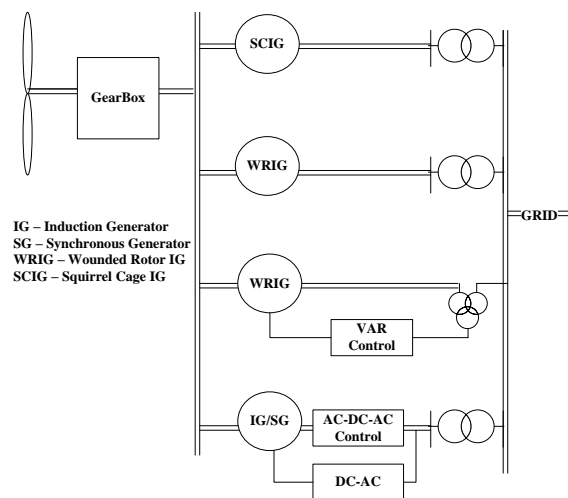 SCIG
GearBox
WRIG
GRID
IG – Induction Generator
SG – Synchronous Generator
WRIG – Wounded Rotor IG
SCIG – Squirrel Cage IG
WRIG
VAR
Control
IG/SG
AC-DC-AC
Control
DC-AC